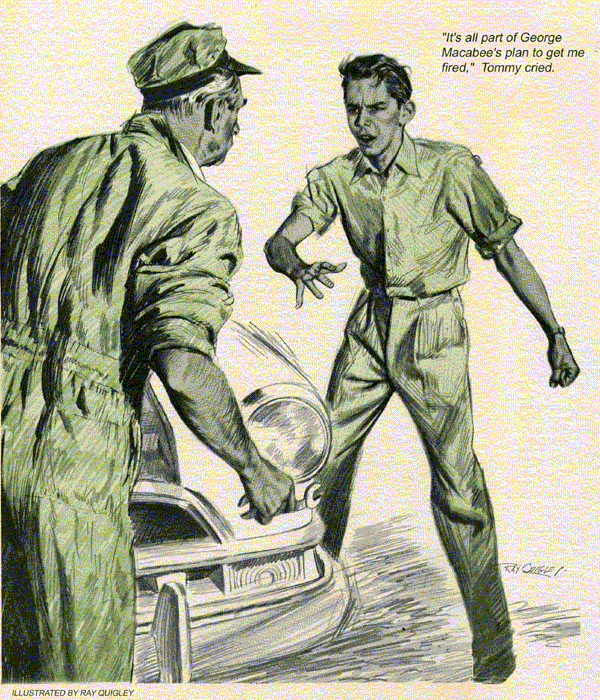 "It's all part of George
Macabee's plan to get me
fired,"  Tommy cried.
RAY QUIGLEY
ILLUSTRATED BY RAY QUIGLEY